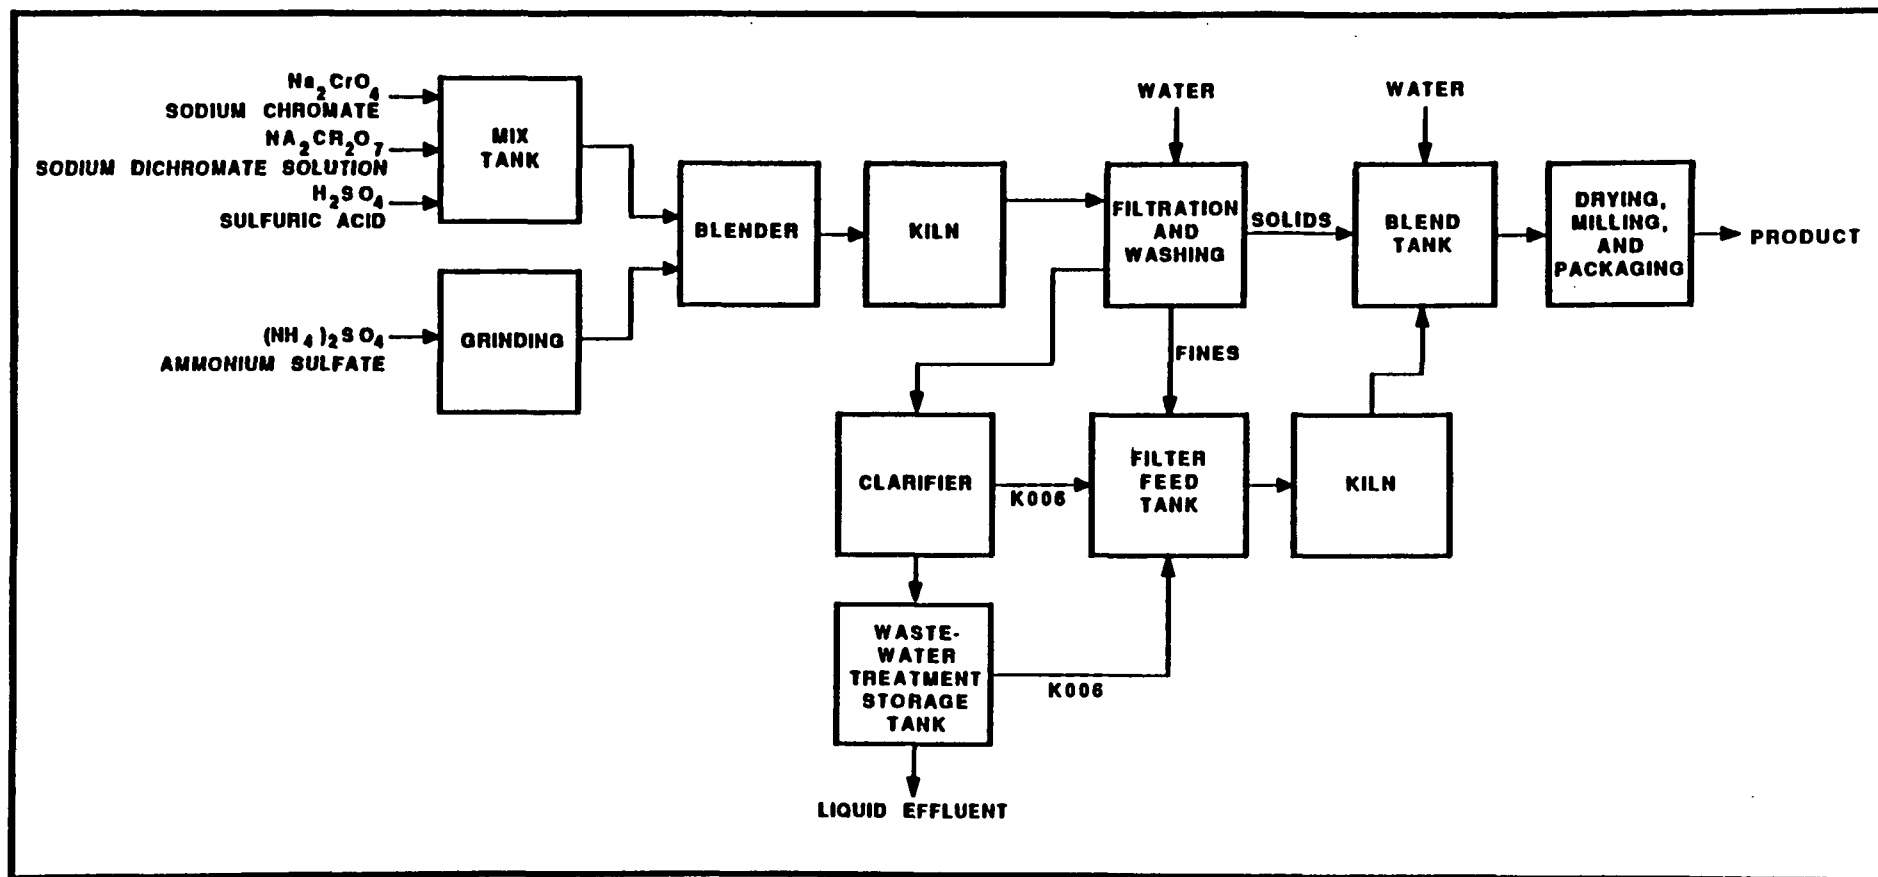 Na2CrO4
SODIUM CHROMATE
NA2CR2O7
SODIUM DICHROMATE SOLUTION
H2SO4
SULFURIC ACID
(NH4)2SO4
AMMONIUM SULFATE
MIX
TANK
GRINDING
BLENDER
KILN
WATER
FILTRATION
AND
WASHING
SOLIDS
WATER
BLEND
TANK
DRYING,
MILLING,
AND
PACKAGING
PRODUCT
FINES
CLARIFIER
K006
FILTER
FEED
TANK
KILN
WASTE-
WATER
TREATMENT
STORAGE
TANK
K006
LIQUID EFFLUENT